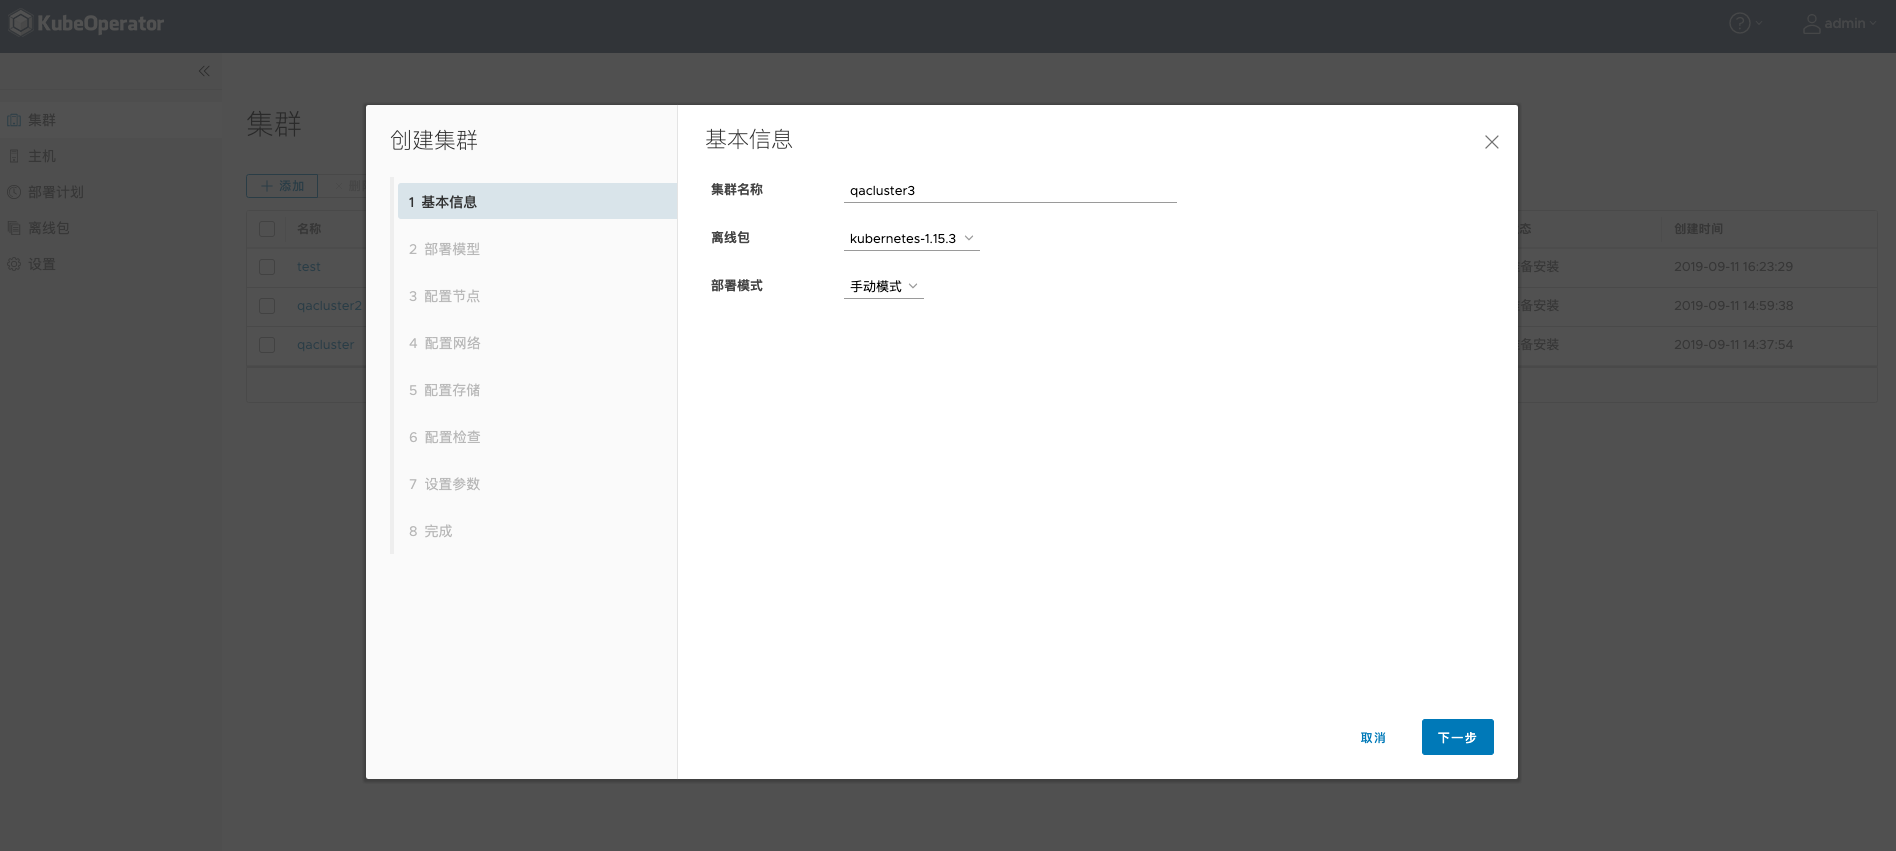 KubeOperator
admin
集群
主机
部署计划
离线包
设置
集群
添加
名称
创建时间
test
备安装
2019-09-11 16:23:29
qacluster2
备安装
2019-09-11 14:59:38
qacluster
备安装
2019-09-11 14:37:54
创建集群
1 基本信息
2 部署模型
3 配置节点
4 配置网络
5 配置存储
6 配置检查
7 设置参数
8 完成
基本信息
集群名称 qacluster3
离线包 kubernetes-1.15.3
部署模式 手动模式
取消 下一步